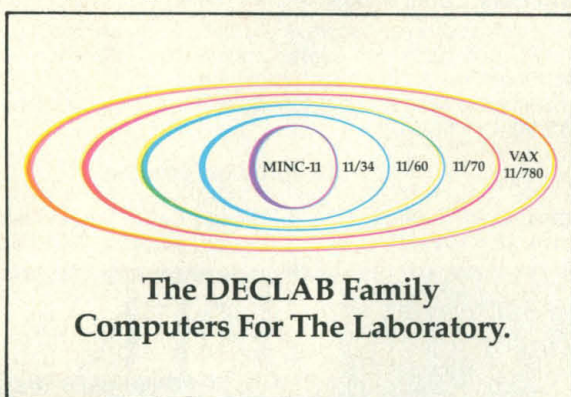 MINC-11 11/34 11/60 11/70 VAX
11/780
The DECLAB Family
Computers For The Laboratory.